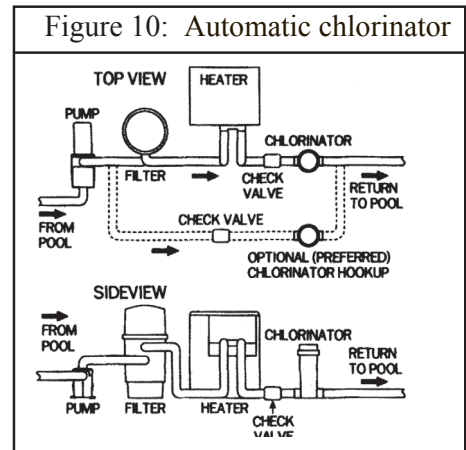 Figure 10: Automatic chlorinator
TOP VIEW
HEATER
PUMP
CHLORINATOR
FILTER
CHECK
VALVE
RETURN
TO POOL
FROM
POOL
CHECK VALVE
OPTIONAL (PREFERRED)
CHLORINATOR HOOKUP
SIDEVIEW
FROM
POOL
CHLORINATOR
RETURN
TO POOL
PUMP
FILTER
HEATER
CHECK
VALVE